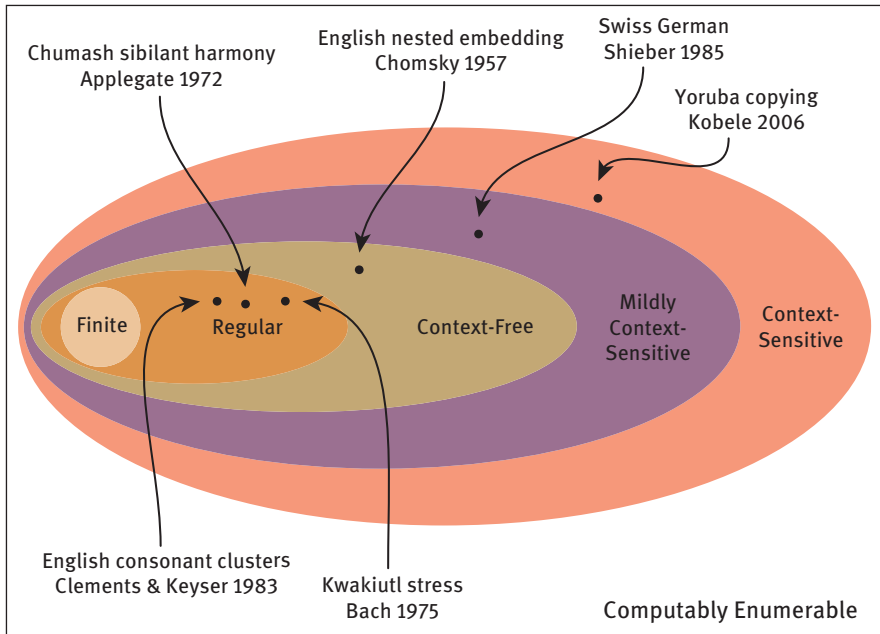 Chumash sibilant harmony
Applegate 1972
English nested embedding
Chomsky 1957
Swiss German
Shieber 1985
Yoruba copying
Kobele 2006
Finite
Regular
Context-Free
Mildly
Context-
Sensitive
Context-
Sensitive
English consonant clusters
Clements & Keyser 1983
Kwakiutl stress
Bach 1975
Computably Enumerable